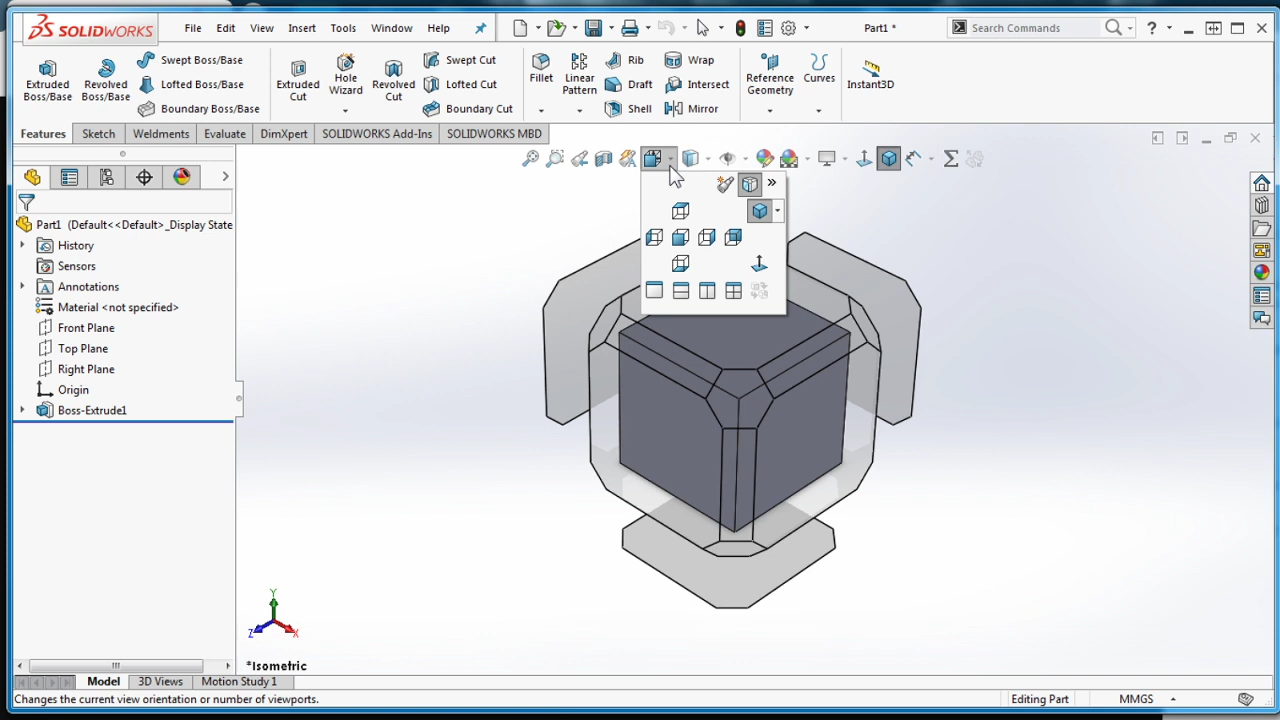 SOLIDWORKS File Edit View Insert Tools Window Help Part1 * Search Commands ?
Extruded Boss/Base
Revolved Boss/Base
Swept Boss/Base
Lofted Boss/Base
Boundary Boss/Base
Extruded Cut
Hole Wizard
Revolved Cut
Swept Cut
Lofted Cut
Boundary Cut
Fillet
Linear Pattern
Rib
Draft
Shell
Wrap
Intersect
Mirror
Reference Geometry
Curves
Instant3D
Features Sketch Weldments Evaluate DimXpert SOLIDWORKS Add-Ins SOLIDWORKS MBD
Part1 (Default<<Default>_Display State
History
Sensors
Annotations
Material <not specified>
Front Plane
Top Plane
Right Plane
Origin
Boss-Extrude1
Y
Z X
*Isometric
Model 3D Views Motion Study 1
Changes the current view orientation or number of viewports. Editing Part MMGS